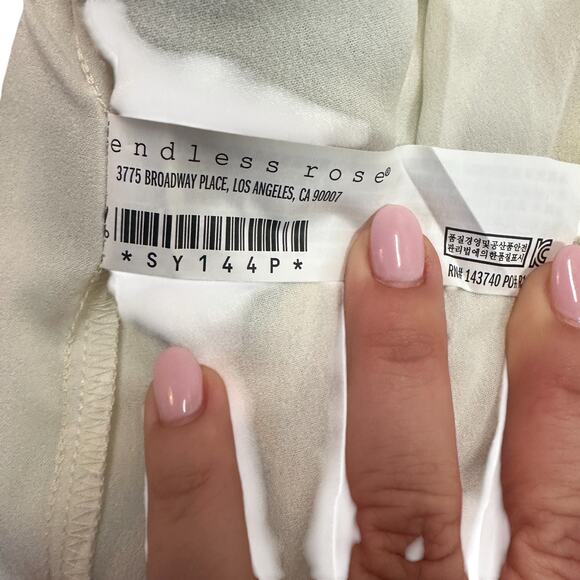 endless rose®
3775 BROADWAY PLACE, LOS ANGELES, CA 90007
*SY144P*
품질경영및공산품안전
관리법에의한품질표시
RN# 143740 PO#